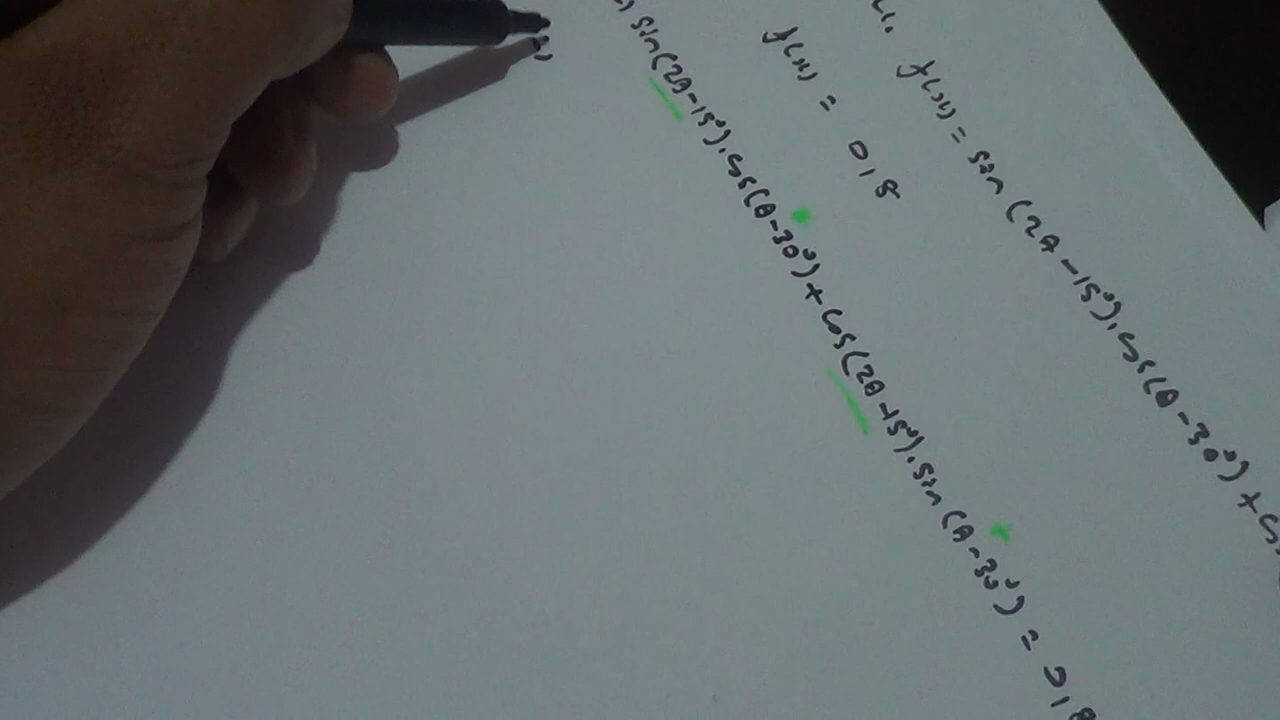 f(x) = sin(2θ-15°).cos(θ-30°) + cos
f(x) = 0,8
sin(2θ-15°).cos(θ-30°) + cos(2θ-15°).sin(θ-30°) = 0,8